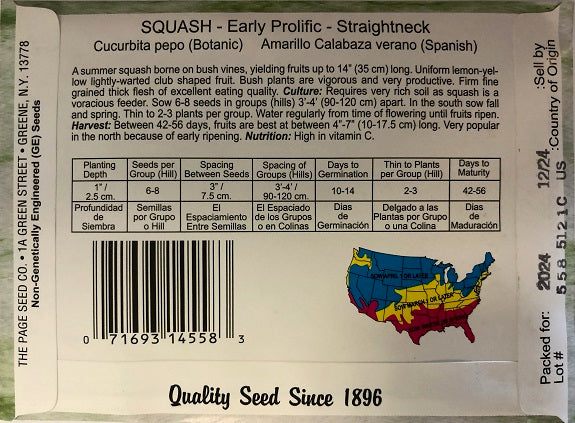 SQUASH - Early Prolific - Straightneck
Cucurbita pepo (Botanic) Amarillo Calabaza verano (Spanish)
A summer squash borne on bush vines, yielding fruits up to 14" (35 cm) long. Uniform lemon-yel-
low lightly-warted club shaped fruit. Bush plants are vigorous and very productive. Firm fine
grained thick flesh of excellent eating quality. Culture: Requires very rich soil as squash is a
voracious feeder. Sow 6-8 seeds in groups (hills) 3'-4' (90-120 cm) apart. In the south sow fall
and spring. Thin to 2-3 plants per group. Water regularly from time of flowering until fruits ripen.
Harvest: Between 42-56 days, fruits are best at between 4"-7" (10-17.5 cm) long. Very popular
in the north because of early ripening. Nutrition: High in vitamin C.
Planting Depth Seeds per Group (Hill) Spacing Between Seeds Spacing of Groups (Hills) Days to Germination Thin to Plants per Group (Hill) Days to Maturity
1" / 2.5 cm. 6-8 3" / 7.5 cm. 3'-4' / 90-120 cm. 10-14 2-3 42-56
Profundidad de Siembra Semillas por Grupo o Hill El Espaciamiento Entre Semillas El Espaciado de los Grupos o en Colinas Dias de Germinación Delgado a las Plantas por Grupo o una Colina Dias de Maduración
0 71693 14558 3
SOW APRIL 1 OR LATER
SOW MARCH 1 OR LATER
Quality Seed Since 1896
THE PAGE SEED CO. • 1A GREEN STREET • GREENE, N.Y. 13778
Non-Genetically Engineered (GE) Seeds
Packed for: 2024 12/24 :Sell by
Lot # 558 5121C US :Country of Origin